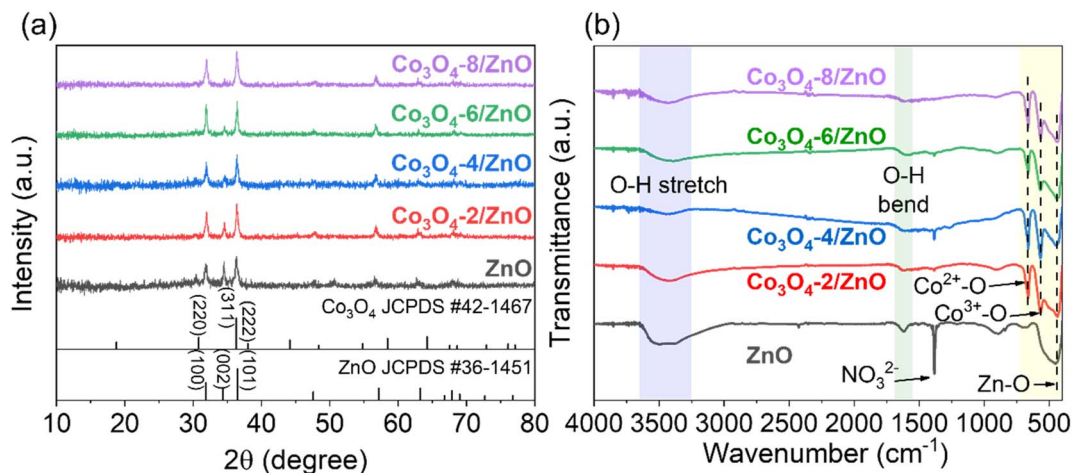 (a)
Intensity (a.u.)
Co₃O₄-8/ZnO
Co₃O₄-6/ZnO
Co₃O₄-4/ZnO
Co₃O₄-2/ZnO
ZnO
Co₃O₄ JCPDS #42-1467
(220)
(311)
(222)
ZnO JCPDS #36-1451
(100)
(002)
(101)
10 20 30 40 50 60 70 80
2θ (degree)
(b)
Transmittance (a.u.)
Co₃O₄-8/ZnO
Co₃O₄-6/ZnO
O-H stretch
O-H
bend
Co₃O₄-4/ZnO
Co₃O₄-2/ZnO
Co²⁺-O
Co³⁺-O
ZnO
NO₃²⁻
Zn-O
4000 3500 3000 2500 2000 1500 1000 500
Wavenumber (cm⁻¹)